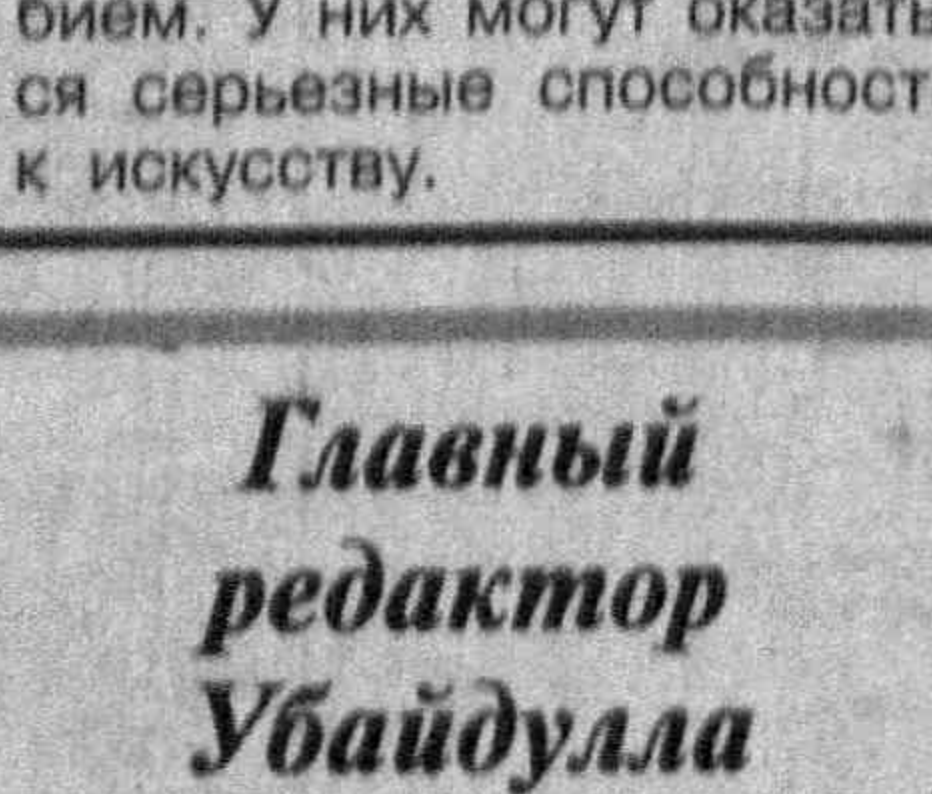 бием. У них могут оказать
ся серьезные способност
к искусству.
Главный
редактор
Убайдулла